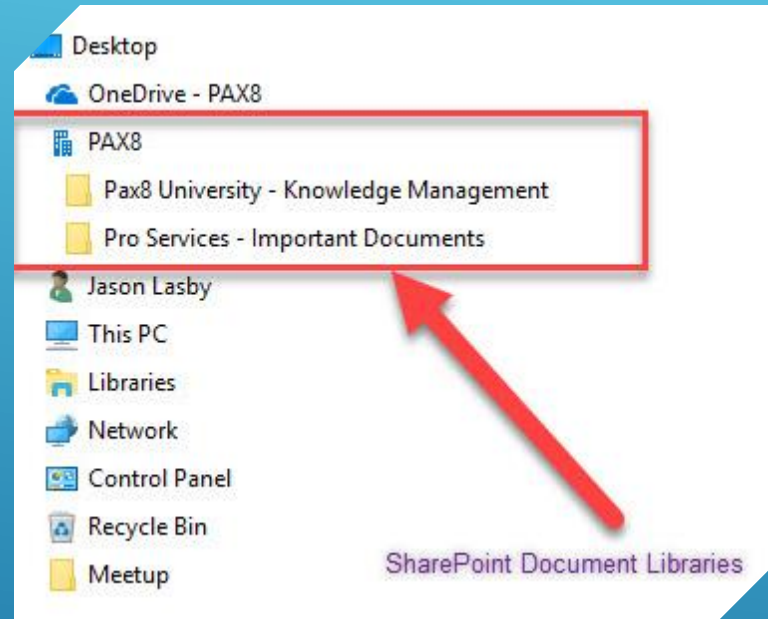 Desktop
OneDrive - PAX8
PAX8
Pax8 University - Knowledge Management
Pro Services - Important Documents
Jason Lasby
This PC
Libraries
Network
Control Panel
Recycle Bin
Meetup
SharePoint Document Libraries